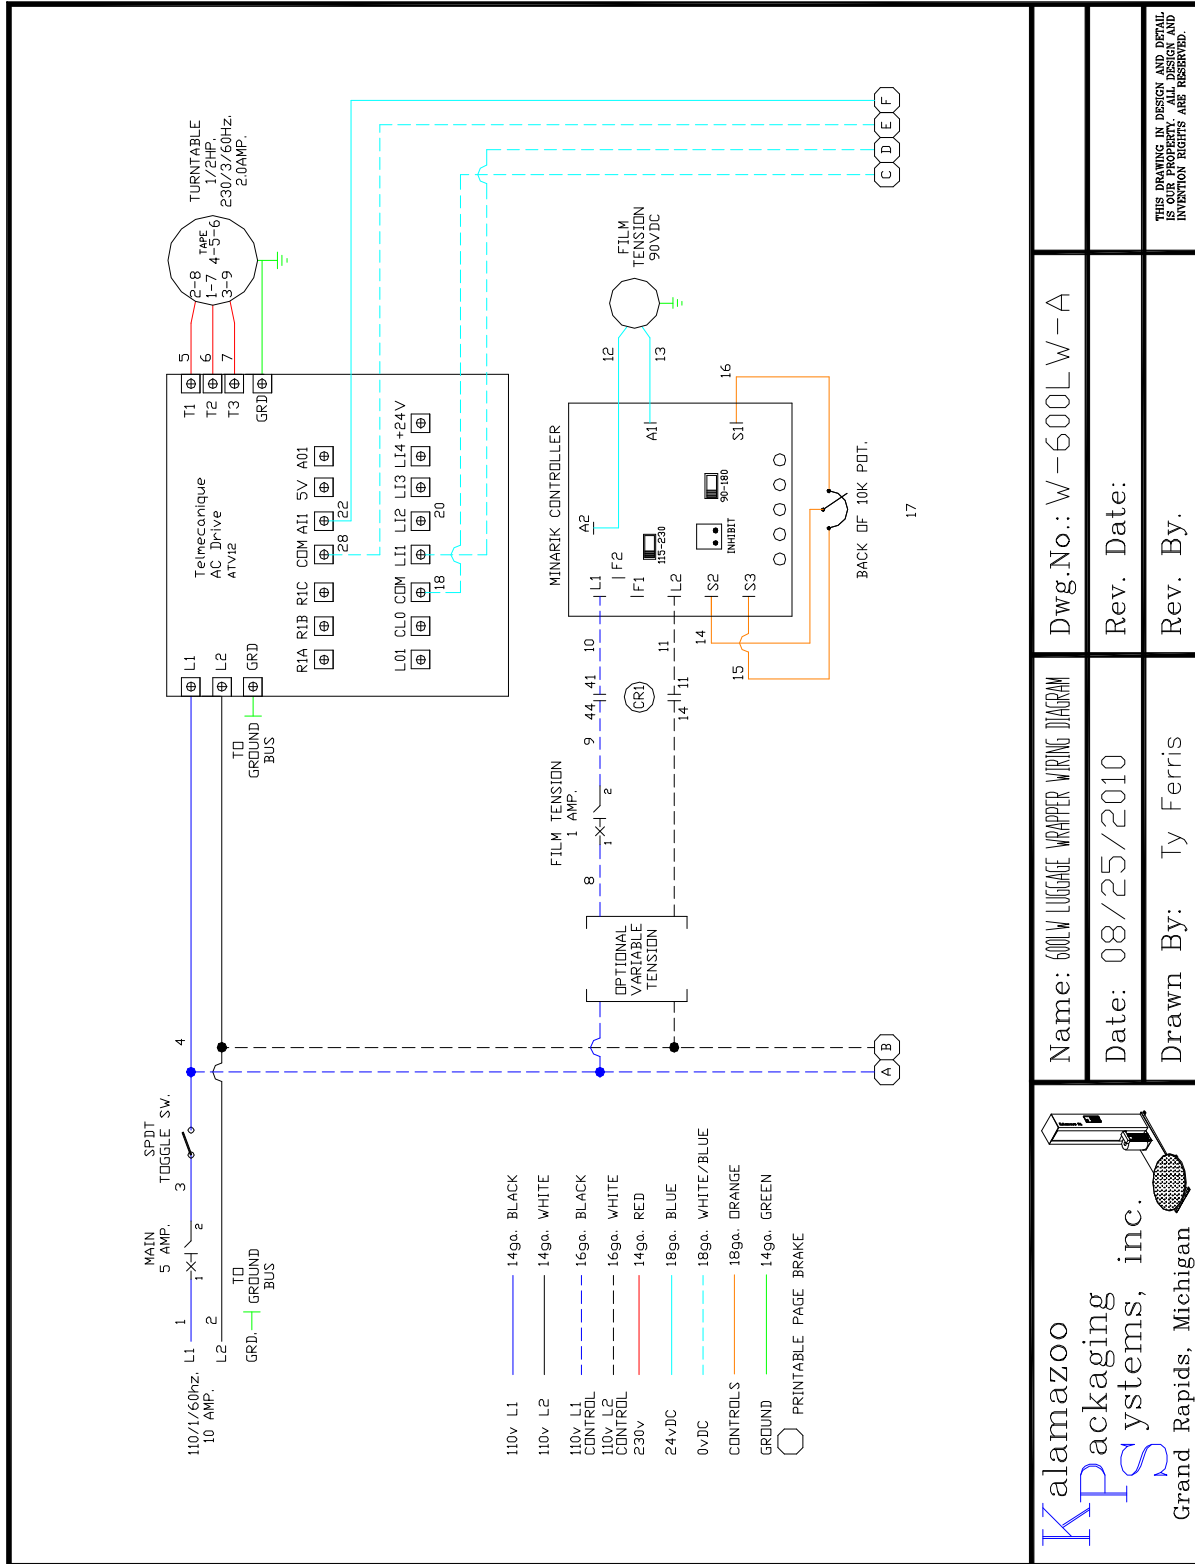 110/1/60hz.
10 AMP.
L1
L2
GRD.
1
2
TO
GROUND
BUS
MAIN
5 AMP.
1
2
3
SPDT
TOGGLE SW.
4
TO
GROUND
BUS
L1
L2
GRD
Telmecanique
AC Drive
ATV12
R1A R1B R1C COM AI1 5V A01
28 22
L01 CLO COM LI1 LI2 LI3 LI4 +24V
18 20
T1
T2
T3
GRD
5
6
7
2-8
1-7
3-9
TAPE
4-5-6
TURNTABLE
1/2HP.
230/3/60Hz.
2.0AMP.
OPTIONAL
VARIABLE
TENSION
8
FILM TENSION
1 AMP.
1
2
9
44 41
10
CR1
14 11
11
MINARIK CONTROLLER
L1
F2
F1
L2
S2
S3
A2
A1
S1
115-230
INHIBIT
90-180
12
13
FILM
TENSION
90VDC
14
15
16
BACK OF 10K POT.
17
A
B
C
D
E
F
110v L1 14ga. BLACK
110v L2 14ga. WHITE
110v L1
CONTROL 16ga. BLACK
110v L2
CONTROL 16ga. WHITE
230v 14ga. RED
24vDC 18ga. BLUE
0vDC 18ga. WHITE/BLUE
CONTROLS 18ga. ORANGE
GROUND 14ga. GREEN
PRINTABLE PAGE BRAKE
Kalamazoo
Packaging
Systems, inc.
Grand Rapids, Michigan
Name: 600LW LUGGAGE WRAPPER WIRING DIAGRAM
Date: 08/25/2010
Drawn By: Ty Ferris
Dwg.No.: W-600LW-A
Rev. Date:
Rev. By.
THIS DRAWING IN DESIGN AND DETAIL
IS OUR PROPERTY. ALL DESIGN AND
INVENTION RIGHTS ARE RESERVED.